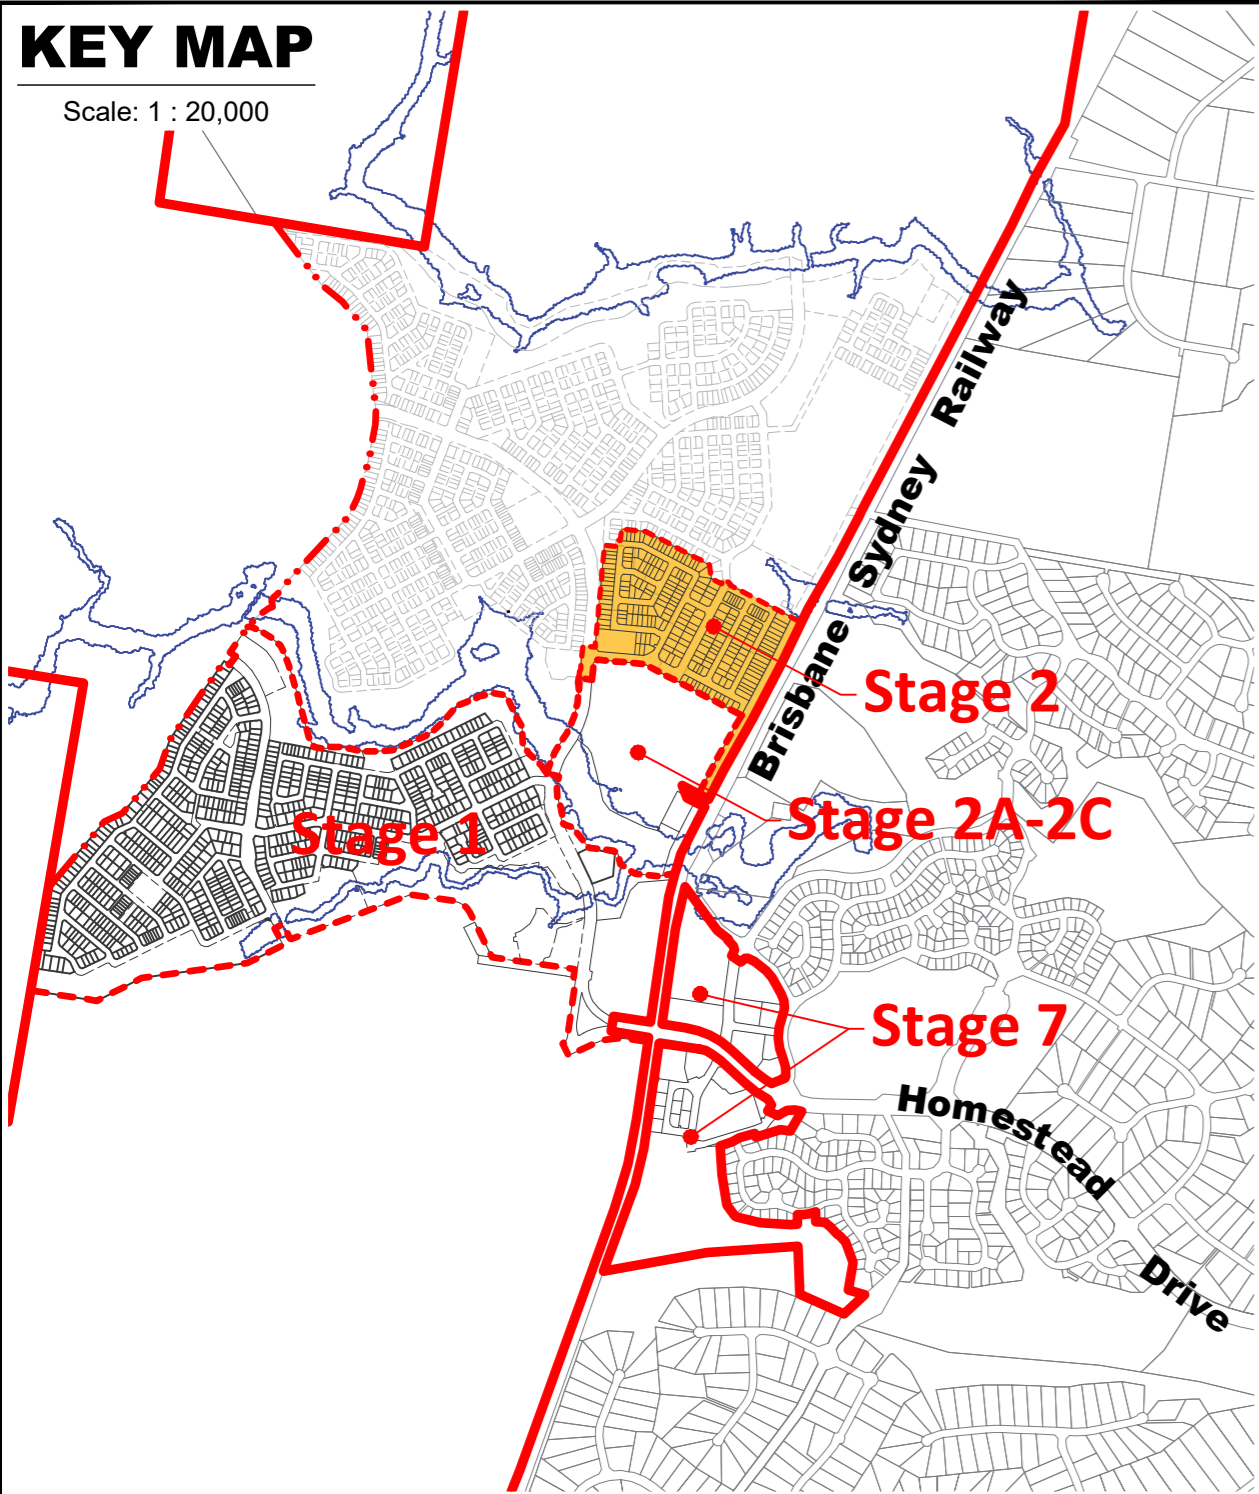 KEY MAP
Scale: 1 : 20,000
Brisbane Sydney Railway
Stage 2
Stage 2A-2C
Stage 1
Stage 7
Homestead Drive